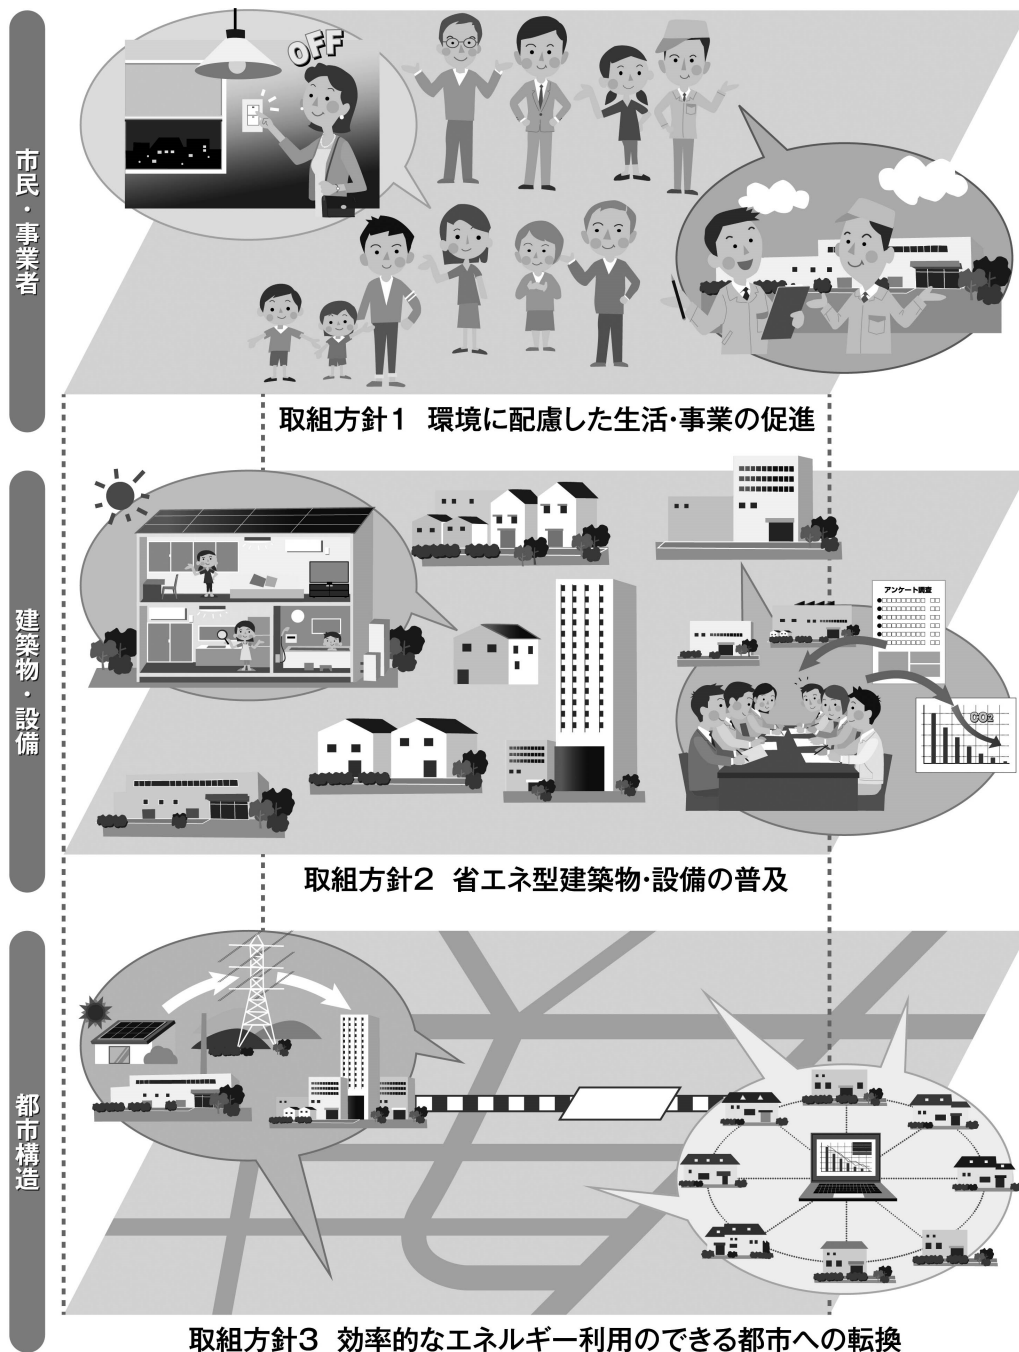 市民・事業者
OFF
取組方針1 環境に配慮した生活・事業の促進
建築物・設備
アンケート調査
CO2
取組方針2 省エネ型建築物・設備の普及
都市構造
取組方針3 効率的なエネルギー利用のできる都市への転換